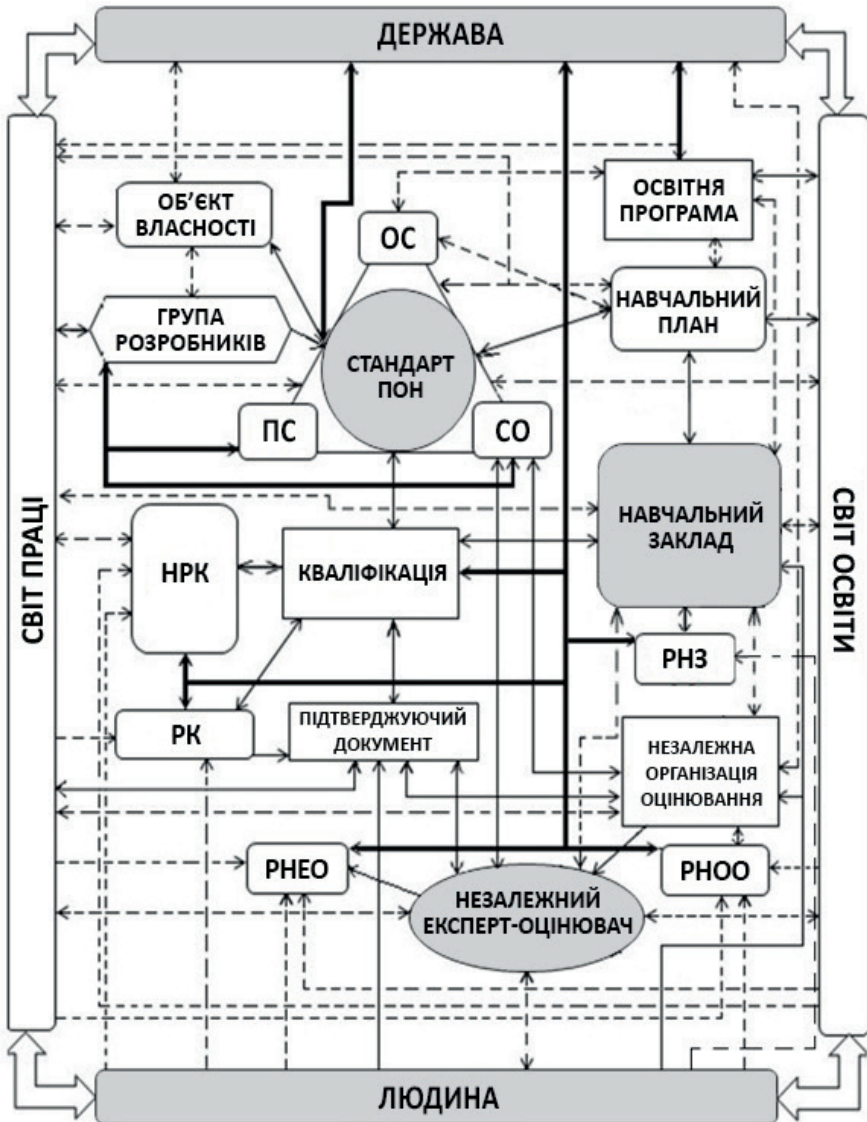 ДЕРЖАВА
СВІТ ПРАЦІ
СВІТ ОСВІТИ
ОБ’ЄКТ
ВЛАСНОСТІ
ОС
ОСВІТНЯ
ПРОГРАМА
ГРУПА
РОЗРОБНИКІВ
НАВЧАЛЬНИЙ
ПЛАН
СТАНДАРТ
ПОН
ПС
СО
НАВЧАЛЬНИЙ
ЗАКЛАД
НРК
КВАЛІФІКАЦІЯ
РНЗ
РК
ПІДТВЕРДЖУЮЧИЙ
ДОКУМЕНТ
НЕЗАЛЕЖНА
ОРГАНІЗАЦІЯ
ОЦІНЮВАННЯ
РНЕО
РНОО
НЕЗАЛЕЖНИЙ
ЕКСПЕРТ-ОЦІНЮВАЧ
ЛЮДИНА